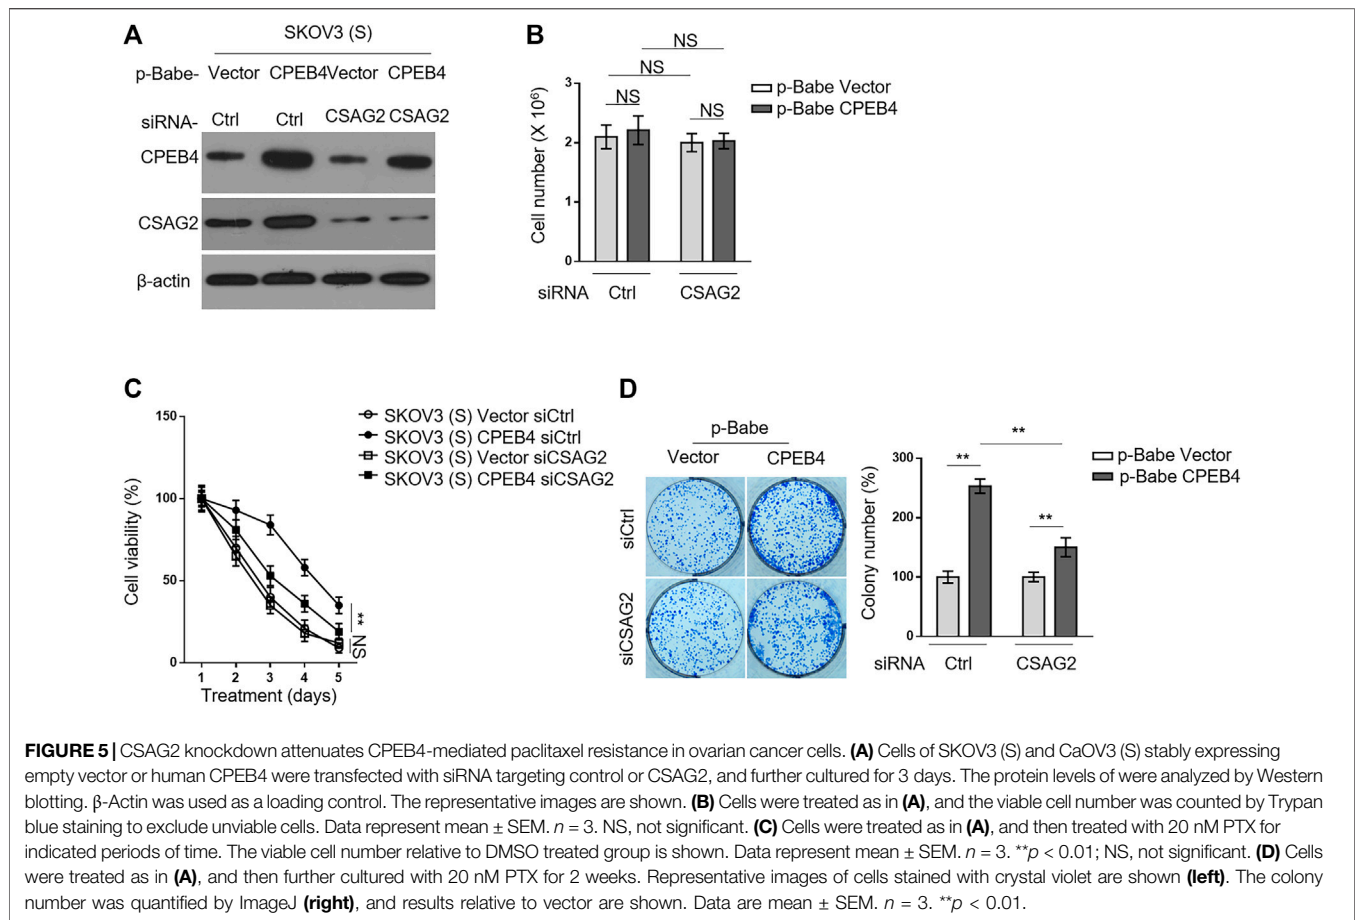 A
SKOV3 (S)
p-Babe- Vector CPEB4 Vector CPEB4
siRNA- Ctrl Ctrl CSAG2 CSAG2
CPEB4
CSAG2
β-actin
B
NS
NS
NS NS
p-Babe Vector
p-Babe CPEB4
Cell number (X 10⁶)
3
2
1
0
siRNA Ctrl CSAG2
C
SKOV3 (S) Vector siCtrl
SKOV3 (S) CPEB4 siCtrl
SKOV3 (S) Vector siCSAG2
SKOV3 (S) CPEB4 siCSAG2
Cell viability (%)
150
100
50
0
**
NS
1 2 3 4 5
Treatment (days)
D
p-Babe
Vector CPEB4
siCtrl
siCSAG2
**
**
**
p-Babe Vector
p-Babe CPEB4
Colony number (%)
300
200
100
0
siRNA Ctrl CSAG2
FIGURE 5 | CSAG2 knockdown attenuates CPEB4-mediated paclitaxel resistance in ovarian cancer cells. (A) Cells of SKOV3 (S) and CaOV3 (S) stably expressing
empty vector or human CPEB4 were transfected with siRNA targeting control or CSAG2, and further cultured for 3 days. The protein levels of were analyzed by Western
blotting. β-Actin was used as a loading control. The representative images are shown. (B) Cells were treated as in (A), and the viable cell number was counted by Trypan
blue staining to exclude unviable cells. Data represent mean ± SEM. n = 3. NS, not significant. (C) Cells were treated as in (A), and then treated with 20 nM PTX for
indicated periods of time. The viable cell number relative to DMSO treated group is shown. Data represent mean ± SEM. n = 3. **p < 0.01; NS, not significant. (D) Cells
were treated as in (A), and then further cultured with 20 nM PTX for 2 weeks. Representative images of cells stained with crystal violet are shown (left). The colony
number was quantified by ImageJ (right), and results relative to vector are shown. Data are mean ± SEM. n = 3. **p < 0.01.